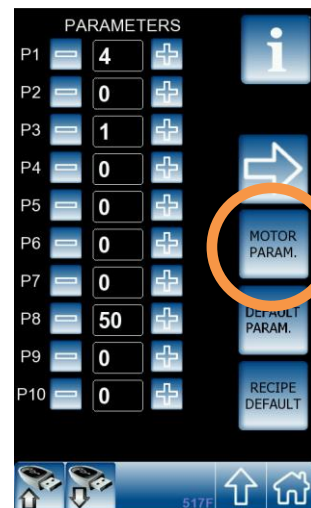 PARAMETERS
P1 4
P2 0
P3 1
P4 0
P5 0
P6 0
P7 0
P8 50
P9 0
P10 0
i
MOTOR
PARAM.
DEFAULT
PARAM.
RECIPE
DEFAULT
517F